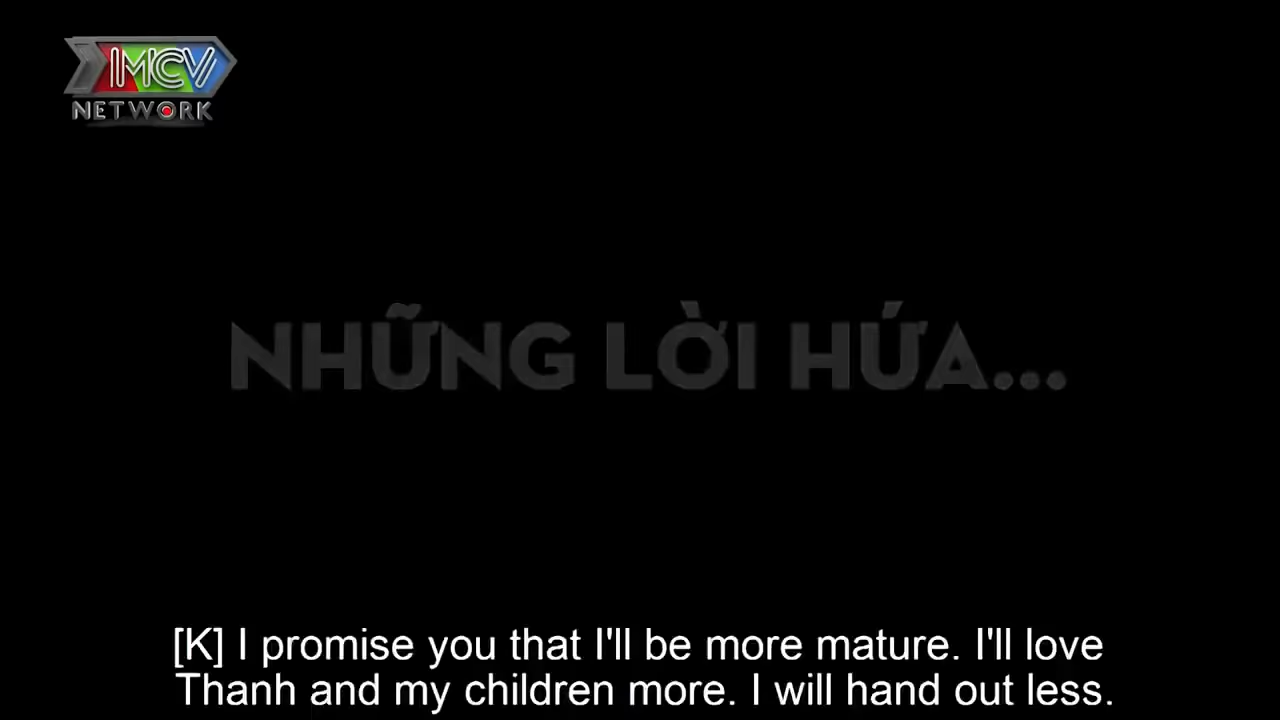 MCV
NETWORK
NHỮNG LỜI HỨA...
[K] I promise you that I'll be more mature. I'll love
Thanh and my children more. I will hand out less.